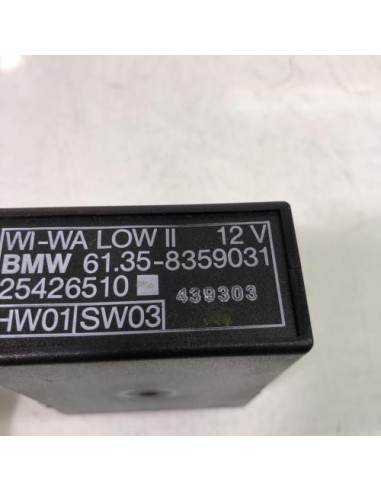 WI-WA LOW II 12 V
BMW 61.35-8359031
25426510 439303
HW01 SW03